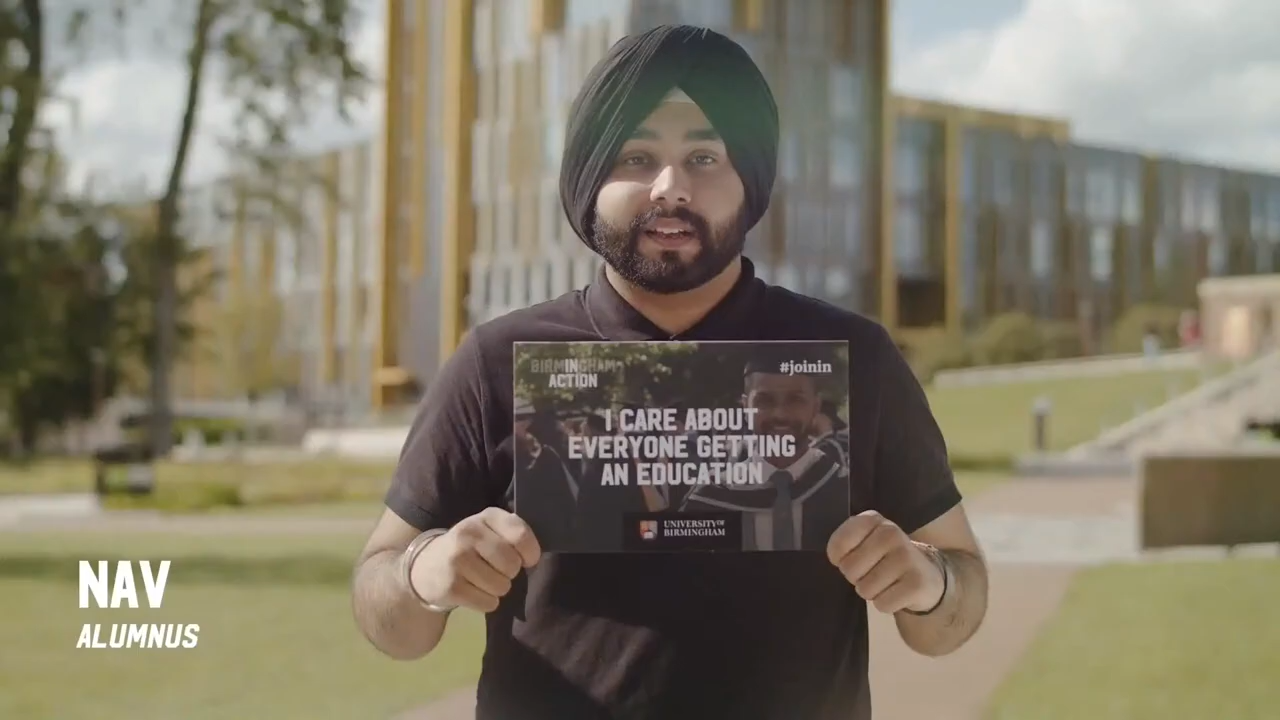 BIRMINGHAM
ACTION
#joinin
I CARE ABOUT
EVERYONE GETTING
AN EDUCATION
UNIVERSITY OF
BIRMINGHAM
NAV
ALUMNUS